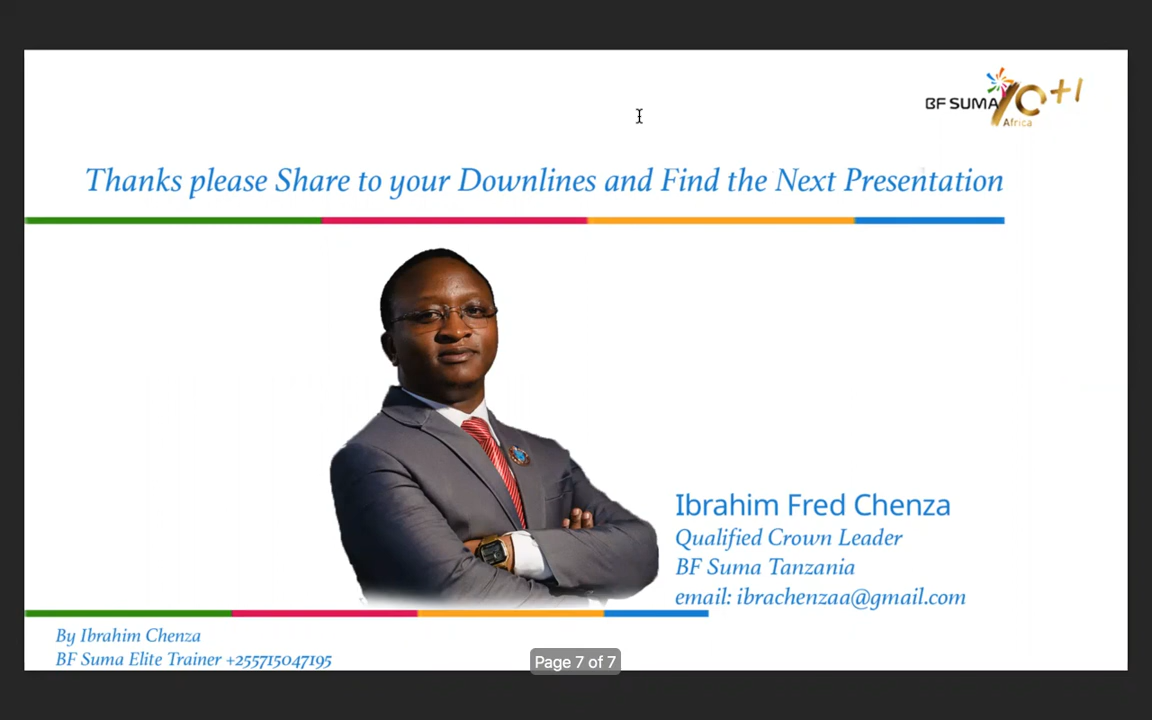 BF SUMA 10+1
Africa
Thanks please Share to your Downlines and Find the Next Presentation
Ibrahim Fred Chenza
Qualified Crown Leader
BF Suma Tanzania
email: ibrachenzaa@gmail.com
By Ibrahim Chenza
BF Suma Elite Trainer +255715047195
Page 7 of 7